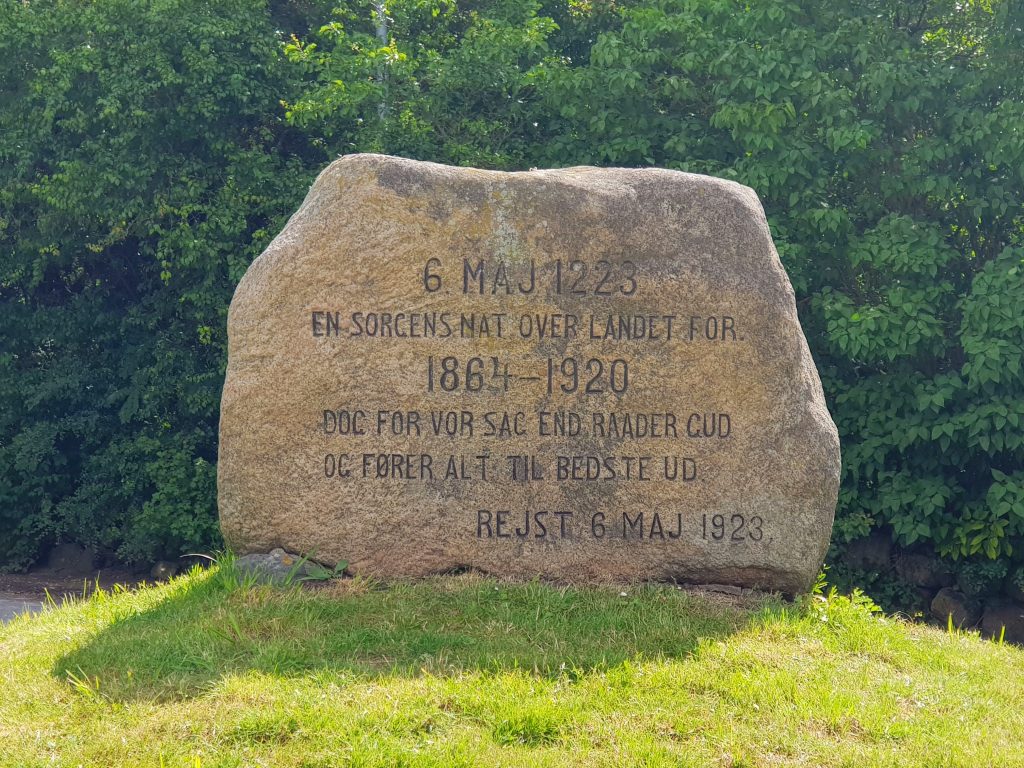 6. MAJ 1223
EN SORGENS NAT OVER LANDET FOR.
1864-1920
DOG FOR VOR SAG END RAADER GUD
OG FØRER ALT TIL BEDSTE UD.
REJST 6 MAJ 1923.